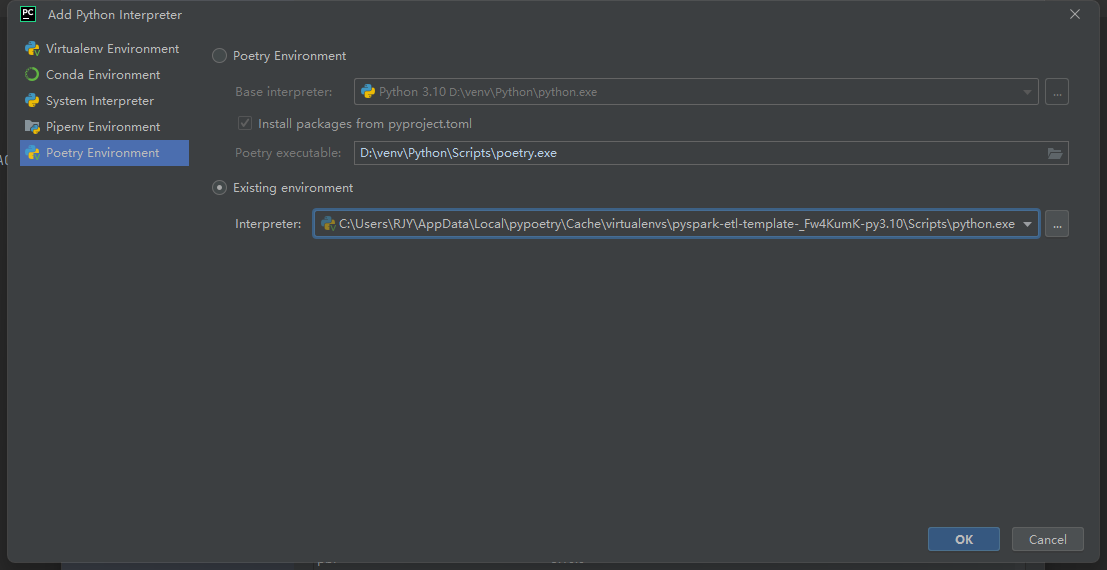 PC
Add Python Interpreter
Virtualenv Environment
Conda Environment
System Interpreter
Pipenv Environment
Poetry Environment
Poetry Environment
Base interpreter:
Python 3.10 D:\venv\Python\python.exe
...
Install packages from pyproject.toml
Poetry executable:
D:\venv\Python\Scripts\poetry.exe
Existing environment
Interpreter:
C:\Users\RJY\AppData\Local\pypoetry\Cache\virtualenvs\pyspark-etl-template-_Fw4KumK-py3.10\Scripts\python.exe
...
OK
Cancel